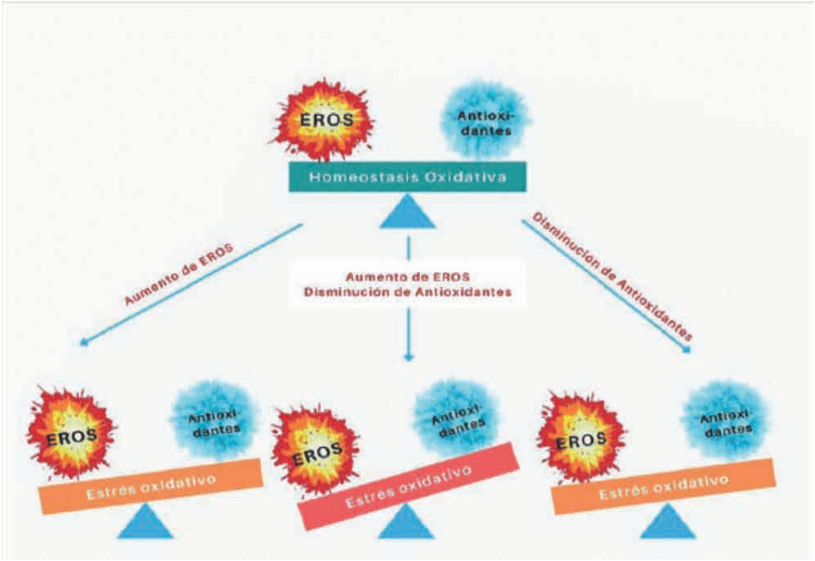 EROS
Antioxi-
dantes
Homeostasis Oxidativa
Aumento de EROS
Aumento de EROS
Disminución de Antioxidantes
Disminución de Antioxidantes
EROS
Antioxi-
dantes
Estrés oxidativo
EROS
Antioxi-
dantes
Estrés oxidativo
EROS
Antioxi-
dantes
Estrés oxidativo